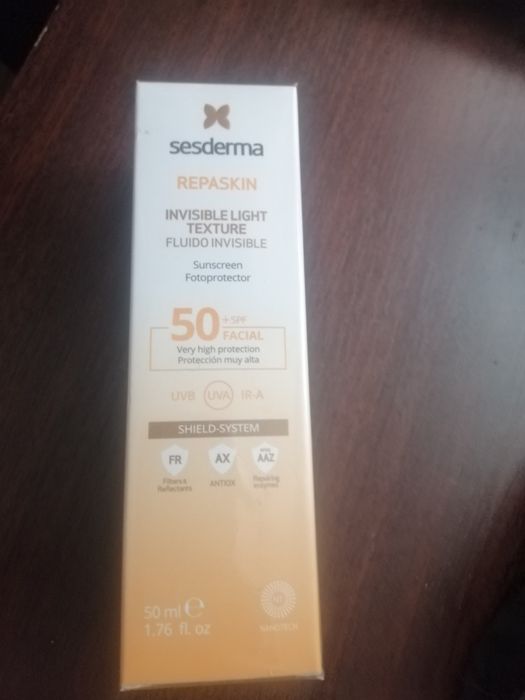 sesderma
REPASKIN
INVISIBLE LIGHT
TEXTURE
FLUIDO INVISIBLE
Sunscreen
Fotoprotector
50 +SPF
FACIAL
Very high protection
Protección muy alta
UVB UVA IR-A
SHIELD-SYSTEM
FR AX AAZ
Filters &
Reflectants
ANTIOX
Repairing
enzymes
50 ml e
1.76 fl. oz
NANOTECH